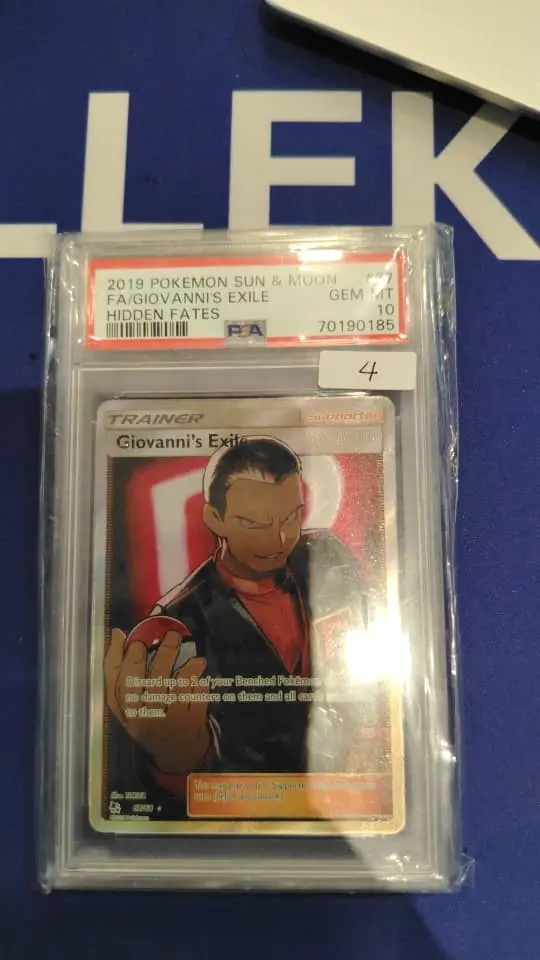 LLEK
2019 POKEMON SUN & MOON
FA/GIOVANNI'S EXILE GEM MT
HIDDEN FATES 10
PSA 70190185
4
TRAINER Supporter
Giovanni's Exile
Discard up to 2 of your Benched Pokémon
no damage counters on them and all cards
to them.